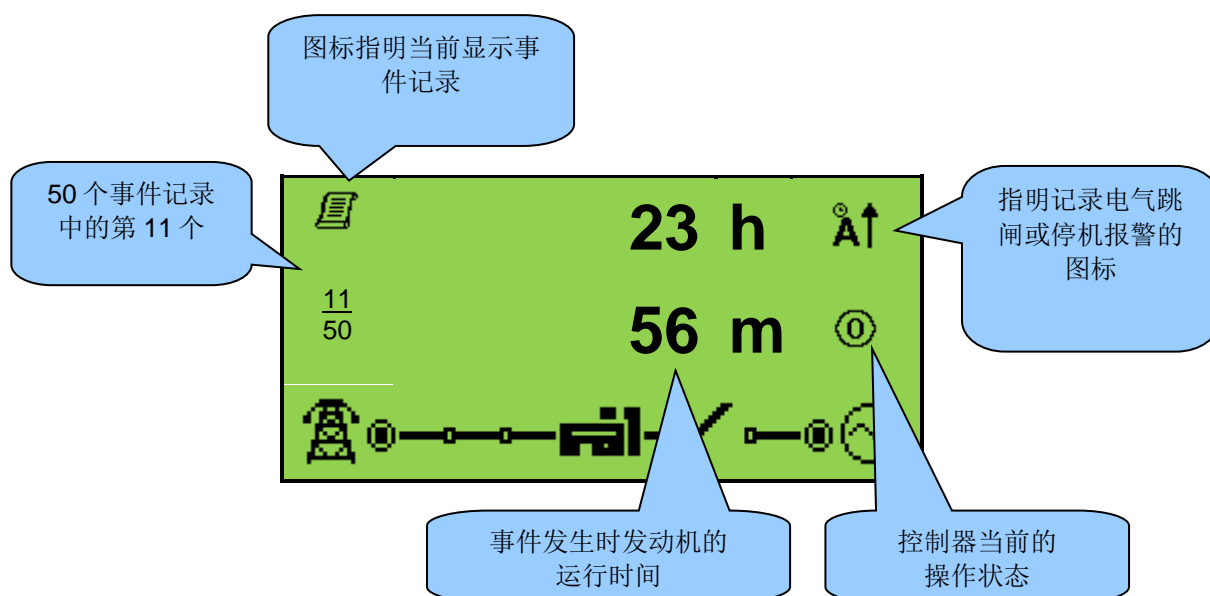 图标指明当前显示事
件记录
50 个事件记录
中的第 11 个
指明记录电气跳
闸或停机报警的
图标
23 h
11
50
56 m
事件发生时发动机的
运行时间
控制器当前的
操作状态